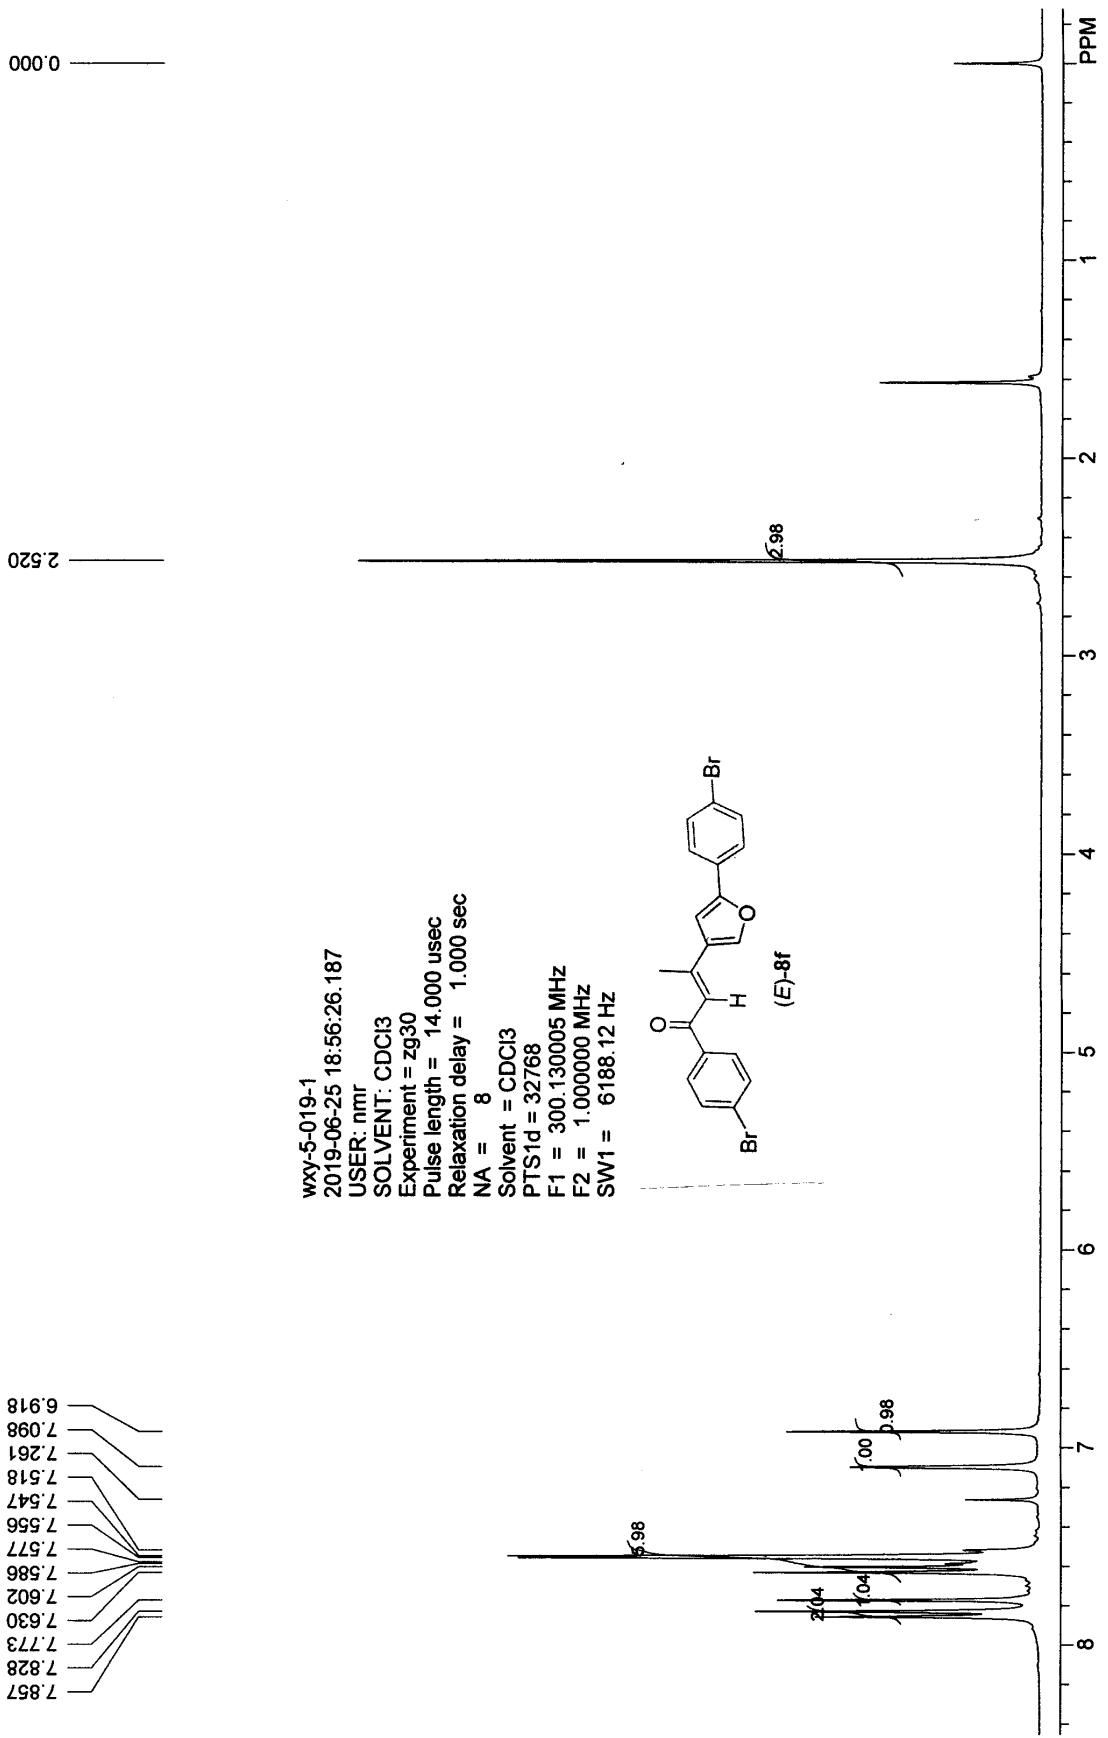 7.857
7.828
7.773
7.630
7.602
7.586
7.577
7.556
7.547
7.518
7.261
7.098
6.918
2.520
0.000
wxy-5-019-1
2019-06-25 18:56:26.187
USER: nmr
SOLVENT: CDCl3
Experiment = zg30
Pulse length = 14.000 usec
Relaxation delay = 1.000 sec
NA = 8
Solvent = CDCl3
PTS1d = 32768
F1 = 300.130005 MHz
F2 = 1.000000 MHz
SW1 = 6188.12 Hz
Br
O
H
O
Br
(E)-8f
2.04
1.04
5.98
1.00
0.98
2.98
8
7
6
5
4
3
2
1
PPM